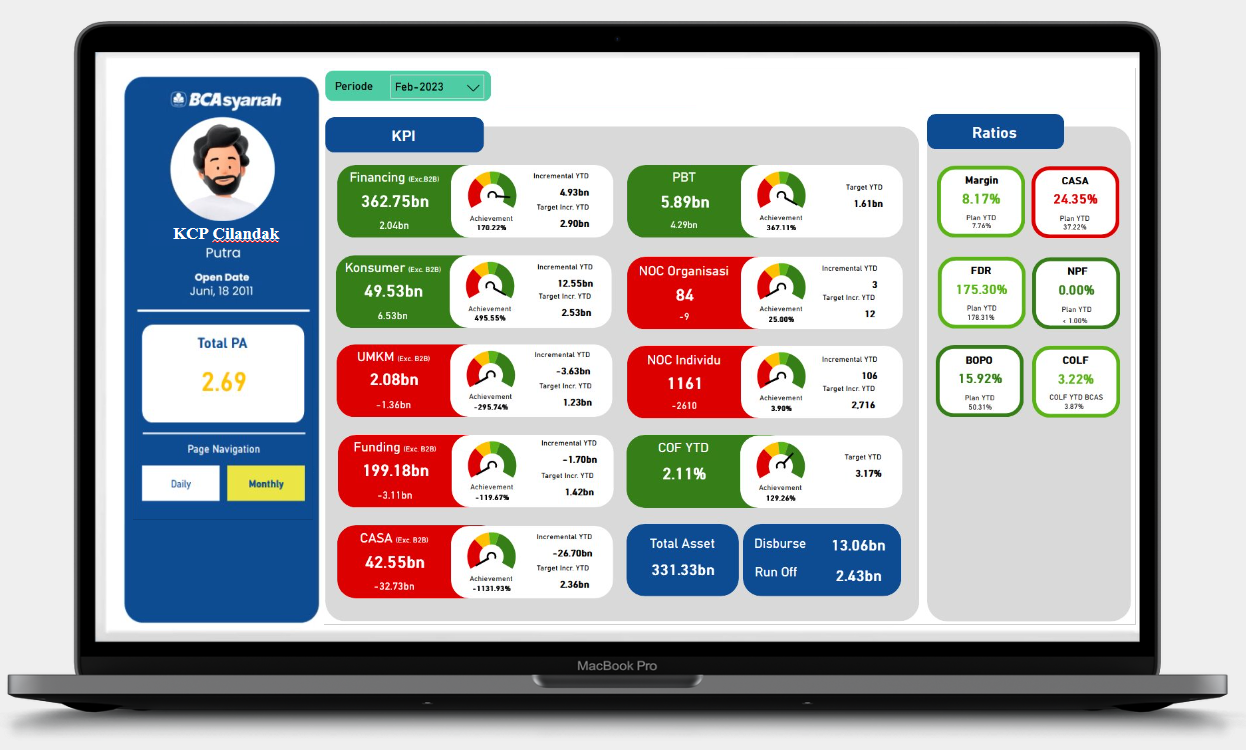 BCAsyariah
KCP Cilandak
Putra
Open Date
Juni, 18 2011
Total PA
2.69
Page Navigation
Daily
Monthly
Periode
Feb-2023
KPI
Financing (Exc.B2B)
362.75bn
2.04bn
Achievement
170.22%
Incremental YTD
4.93bn
Target Incr. YTD
2.90bn
PBT
5.89bn
4.29bn
Achievement
367.11%
Target YTD
1.61bn
Konsumer (Exc. B2B)
49.53bn
6.53bn
Achievement
495.55%
Incremental YTD
12.55bn
Target Incr. YTD
2.53bn
NOC Organisasi
84
-9
Achievement
25.00%
Incremental YTD
3
Target Incr. YTD
12
UMKM (Exc. B2B)
2.08bn
-1.36bn
Achievement
-295.74%
Incremental YTD
-3.63bn
Target Incr. YTD
1.23bn
NOC Individu
1161
-2610
Achievement
3.90%
Incremental YTD
106
Target Incr. YTD
2,716
Funding (Exc. B2B)
199.18bn
-3.11bn
Achievement
-119.67%
Incremental YTD
-1.70bn
Target Incr. YTD
1.42bn
COF YTD
2.11%
Achievement
129.26%
Target YTD
3.17%
CASA (Exc. B2B)
42.55bn
-32.73bn
Achievement
-1131.93%
Incremental YTD
-26.70bn
Target Incr. YTD
2.36bn
Total Asset
331.33bn
Disburse 13.06bn
Run Off 2.43bn
Ratios
Margin
8.17%
Plan YTD
7.76%
CASA
24.35%
Plan YTD
37.22%
FDR
175.30%
Plan YTD
178.31%
NPF
0.00%
Plan YTD
< 1.00%
BOPO
15.92%
Plan YTD
50.31%
COLF
3.22%
COLF YTD BCAS
3.87%
MacBook Pro